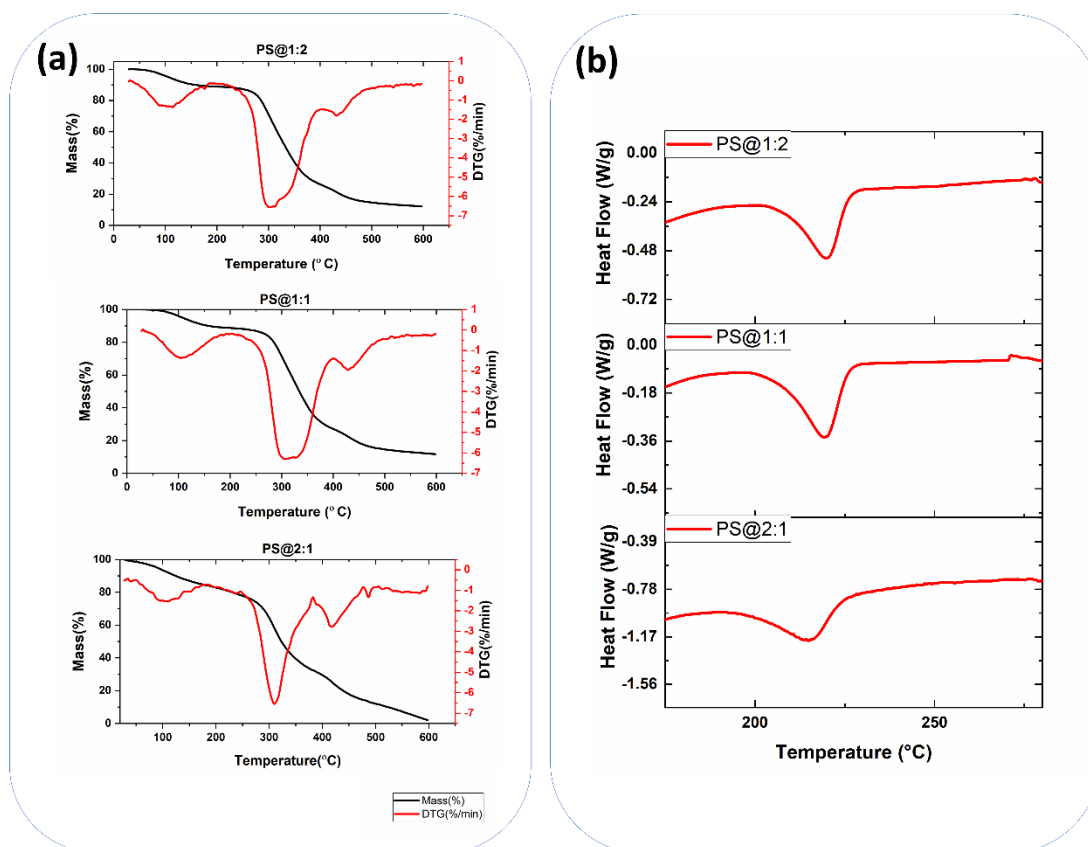 (a)
PS@1:2
100
80
60
40
20
0
Mass(%)
1
0
-1
-2
-3
-4
-5
-6
-7
DTG(%/min)
0 100 200 300 400 500 600
Temperature (° C)
PS@1:1
100
80
60
40
20
0
Mass(%)
1
0
-1
-2
-3
-4
-5
-6
-7
DTG(%/min)
0 100 200 300 400 500 600
Temperature (° C)
PS@2:1
100
80
60
40
20
0
Mass(%)
0
-1
-2
-3
-4
-5
-6
-7
DTG(%/min)
100 200 300 400 500 600
Temperature(°C)
Mass(%)
DTG(%/min)
(b)
PS@1:2
0.00
-0.24
-0.48
-0.72
Heat Flow (W/g)
PS@1:1
0.00
-0.18
-0.36
-0.54
Heat Flow (W/g)
PS@2:1
-0.39
-0.78
-1.17
-1.56
Heat Flow (W/g)
200 250
Temperature (°C)